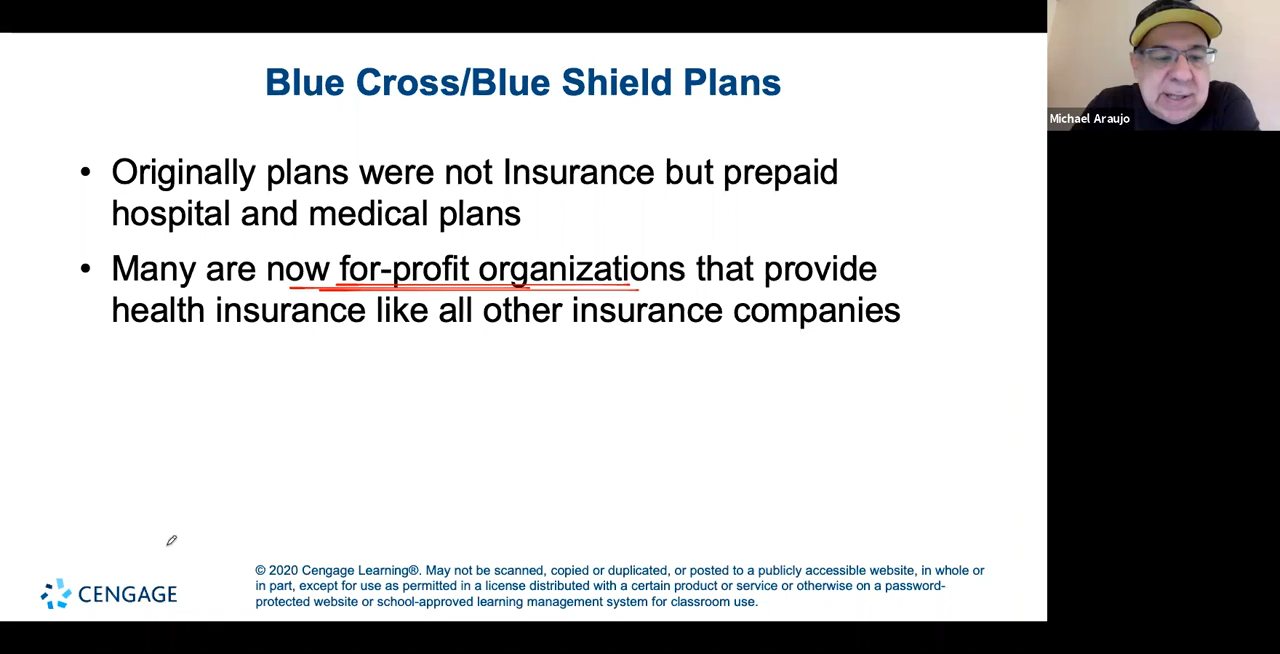 Blue Cross/Blue Shield Plans
• Originally plans were not Insurance but prepaid
hospital and medical plans
• Many are now for-profit organizations that provide
health insurance like all other insurance companies
CENGAGE
© 2020 Cengage Learning®. May not be scanned, copied or duplicated, or posted to a publicly accessible website, in whole or
in part, except for use as permitted in a license distributed with a certain product or service or otherwise on a password-
protected website or school-approved learning management system for classroom use.
Michael Araujo